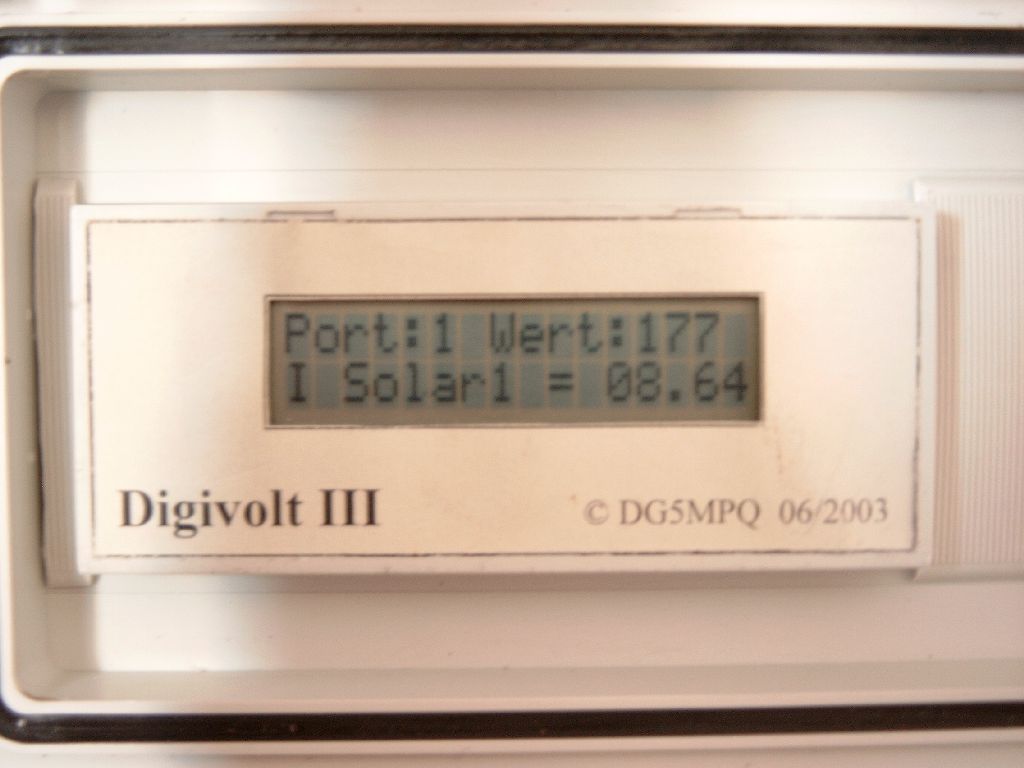 Port:1 Wert:177
I Solar1 = 08.64
Digivolt III
© DG5MPQ 06/2003